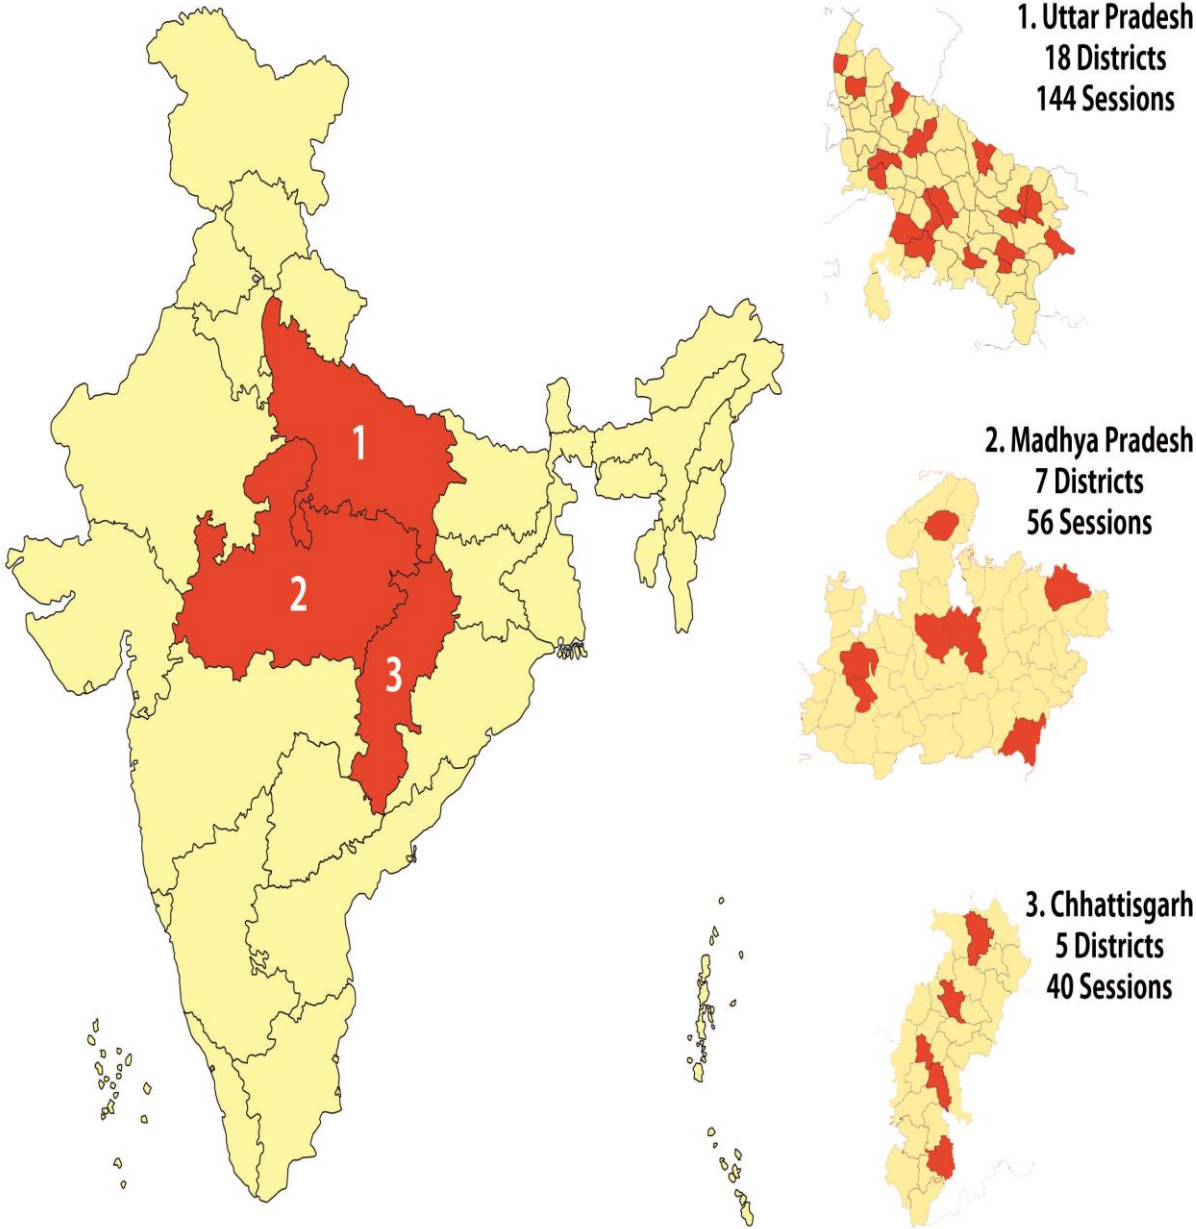 1. Uttar Pradesh
18 Districts
144 Sessions
1
2. Madhya Pradesh
7 Districts
56 Sessions
2
3
3. Chhattisgarh
5 Districts
40 Sessions